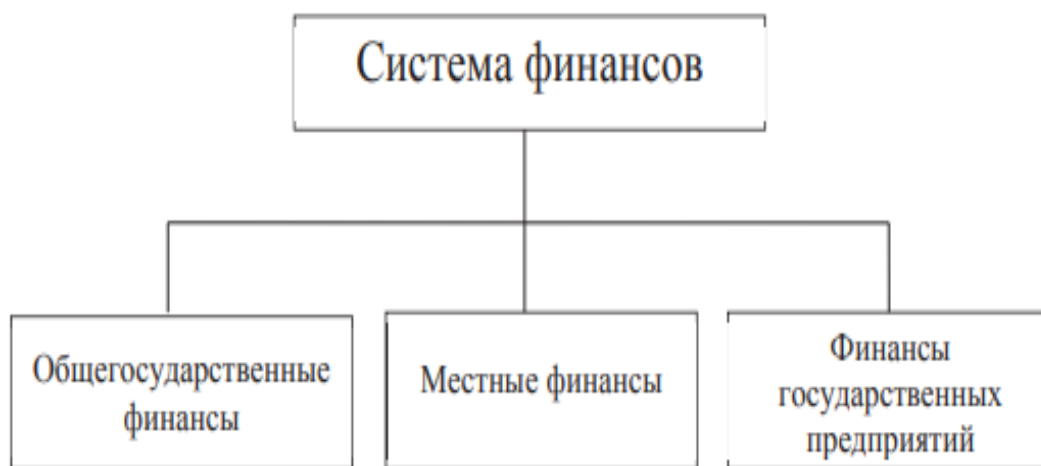 Система финансов
Общегосударственные
финансы
Местные финансы
Финансы
государственных
предприятий